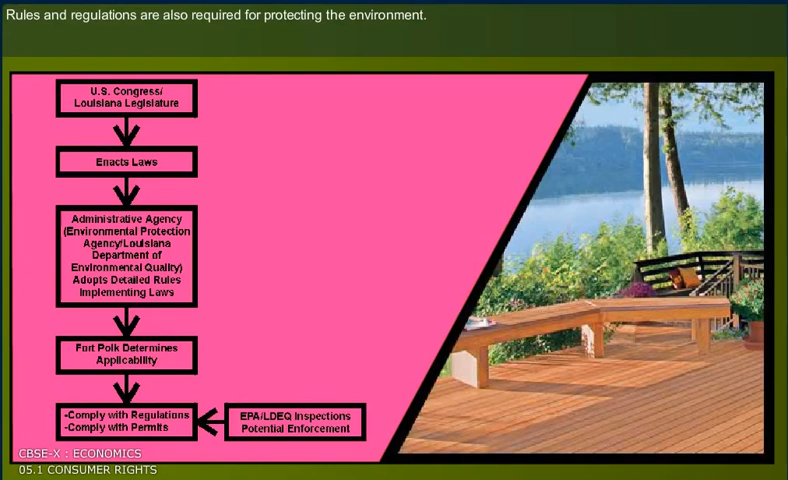 Rules and regulations are also required for protecting the environment.
U.S. Congress/
Louisiana Legislature
Enacts Laws
Administrative Agency
(Environmental Protection
Agency/Louisiana
Department of
Environmental Quality)
Adopts Detailed Rules
Implementing Laws
Fort Polk Determines
Applicability
-Comply with Regulations
-Comply with Permits
EPA/LDEQ Inspections
Potential Enforcement
CBSE-X : ECONOMICS
05.1 CONSUMER RIGHTS